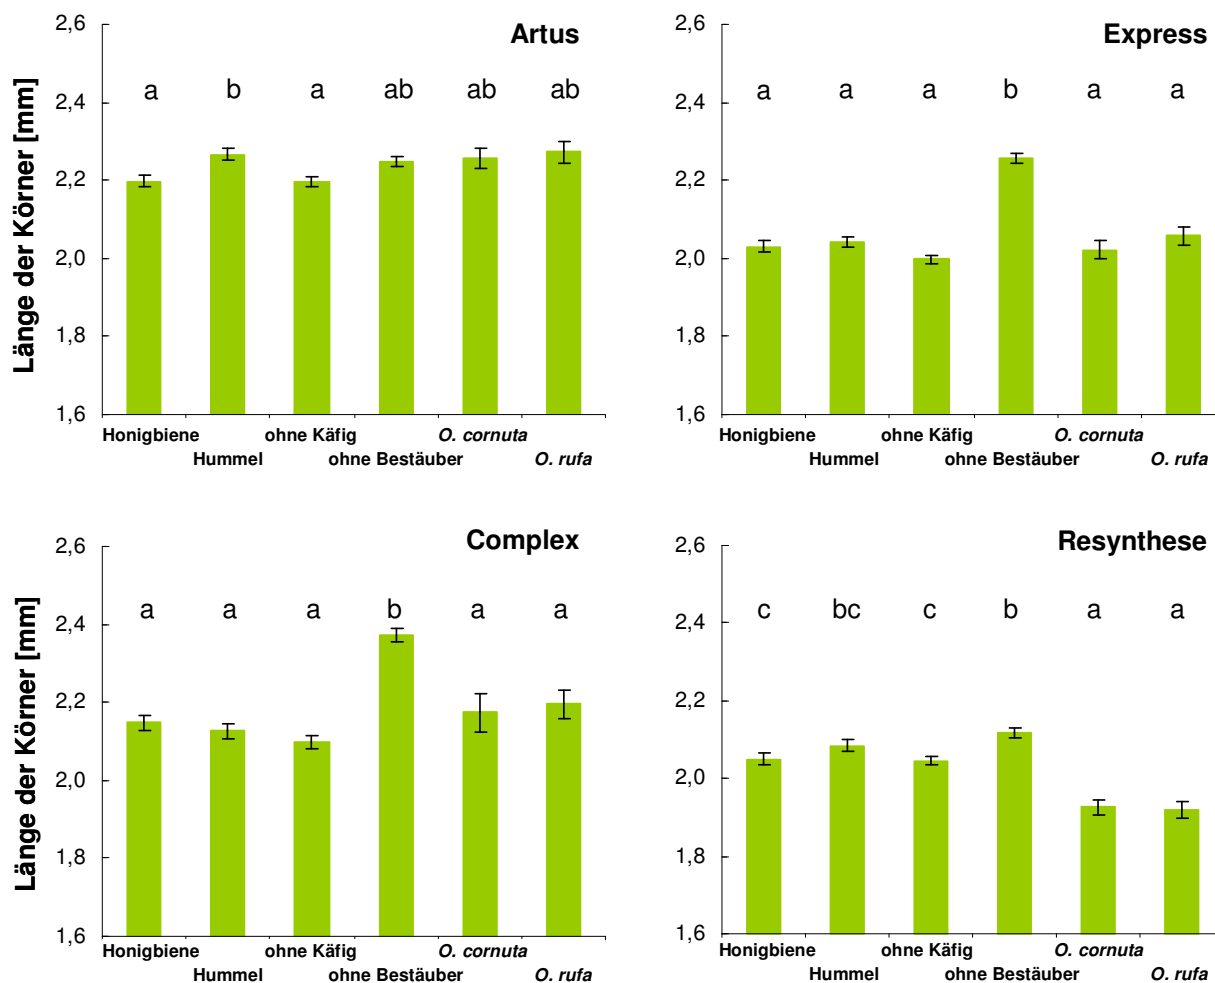 Artus
Länge der Körner [mm]
2,6
2,4
2,2
2,0
1,8
1,6
a b a ab ab ab
Honigbiene ohne Käfig O. cornuta
Hummel ohne Bestäuber O. rufa
Express
2,6
2,4
2,2
2,0
1,8
1,6
a a a b a a
Honigbiene ohne Käfig O. cornuta
Hummel ohne Bestäuber O. rufa
Complex
Länge der Körner [mm]
2,6
2,4
2,2
2,0
1,8
1,6
a a a b a a
Honigbiene ohne Käfig O. cornuta
Hummel ohne Bestäuber O. rufa
Resynthese
2,6
2,4
2,2
2,0
1,8
1,6
c bc c b a a
Honigbiene ohne Käfig O. cornuta
Hummel ohne Bestäuber O. rufa